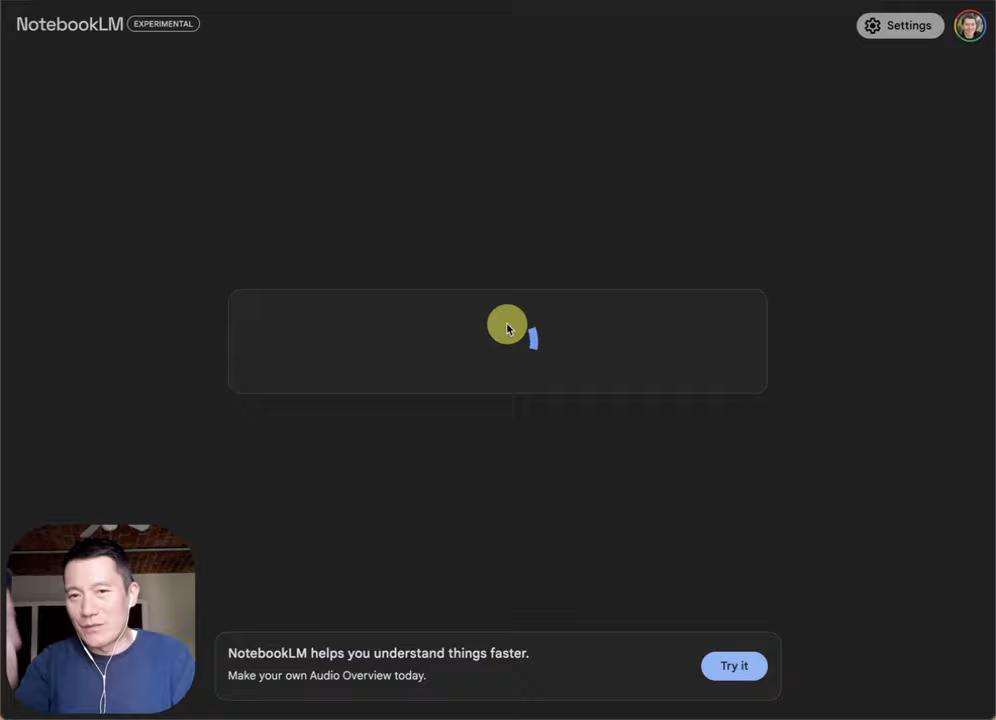 NotebookLM EXPERIMENTAL
Settings
NotebookLM helps you understand things faster.
Make your own Audio Overview today.
Try it